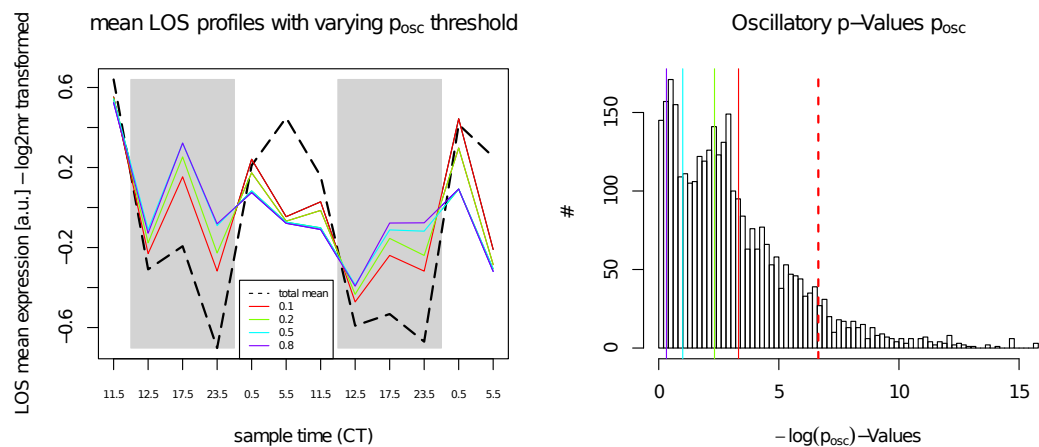 mean LOS profiles with varying posc threshold
LOS mean expression [a.u.] − log2mr transformed
0.6
0.2
−0.2
−0.6
total mean
0.1
0.2
0.5
0.8
11.5 12.5 17.5 23.5 0.5 5.5 11.5 12.5 17.5 23.5 0.5 5.5
sample time (CT)
Oscillatory p−Values posc
#
150
100
50
0
0 5 10 15
−log(posc)−Values